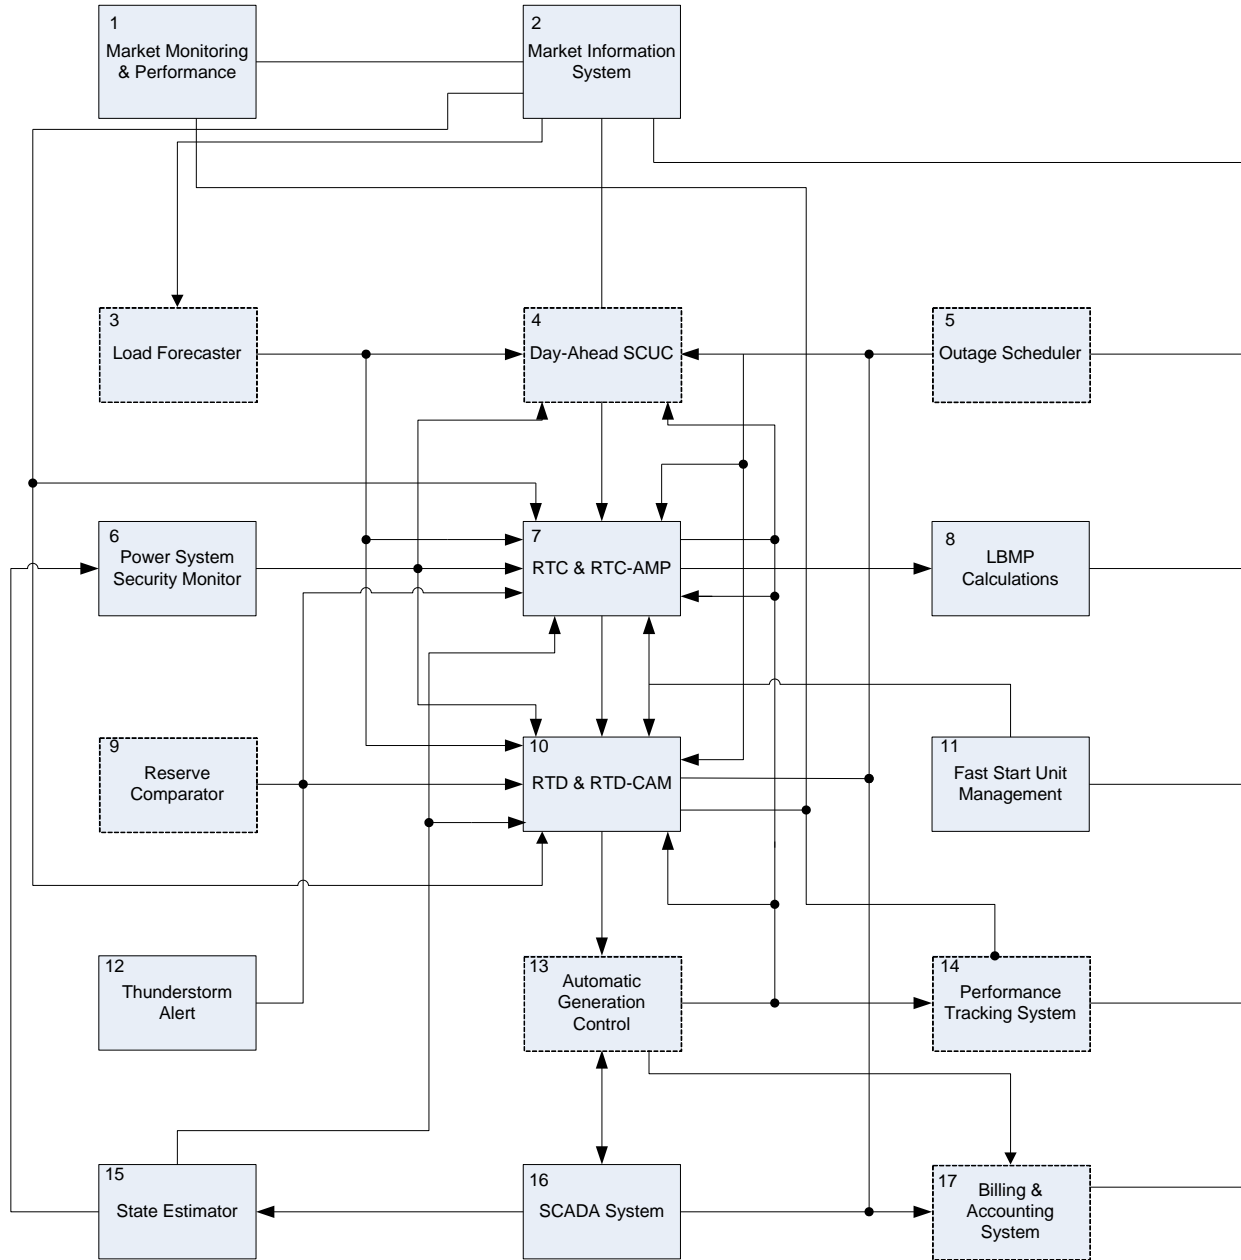 1
Market Monitoring
& Performance
2
Market Information
System
3
Load Forecaster
4
Day-Ahead SCUC
5
Outage Scheduler
6
Power System
Security Monitor
7
RTC & RTC-AMP
8
LBMP
Calculations
9
Reserve
Comparator
10
RTD & RTD-CAM
11
Fast Start Unit
Management
12
Thunderstorm
Alert
13
Automatic
Generation
Control
14
Performance
Tracking System
15
State Estimator
16
SCADA System
17
Billing &
Accounting
System